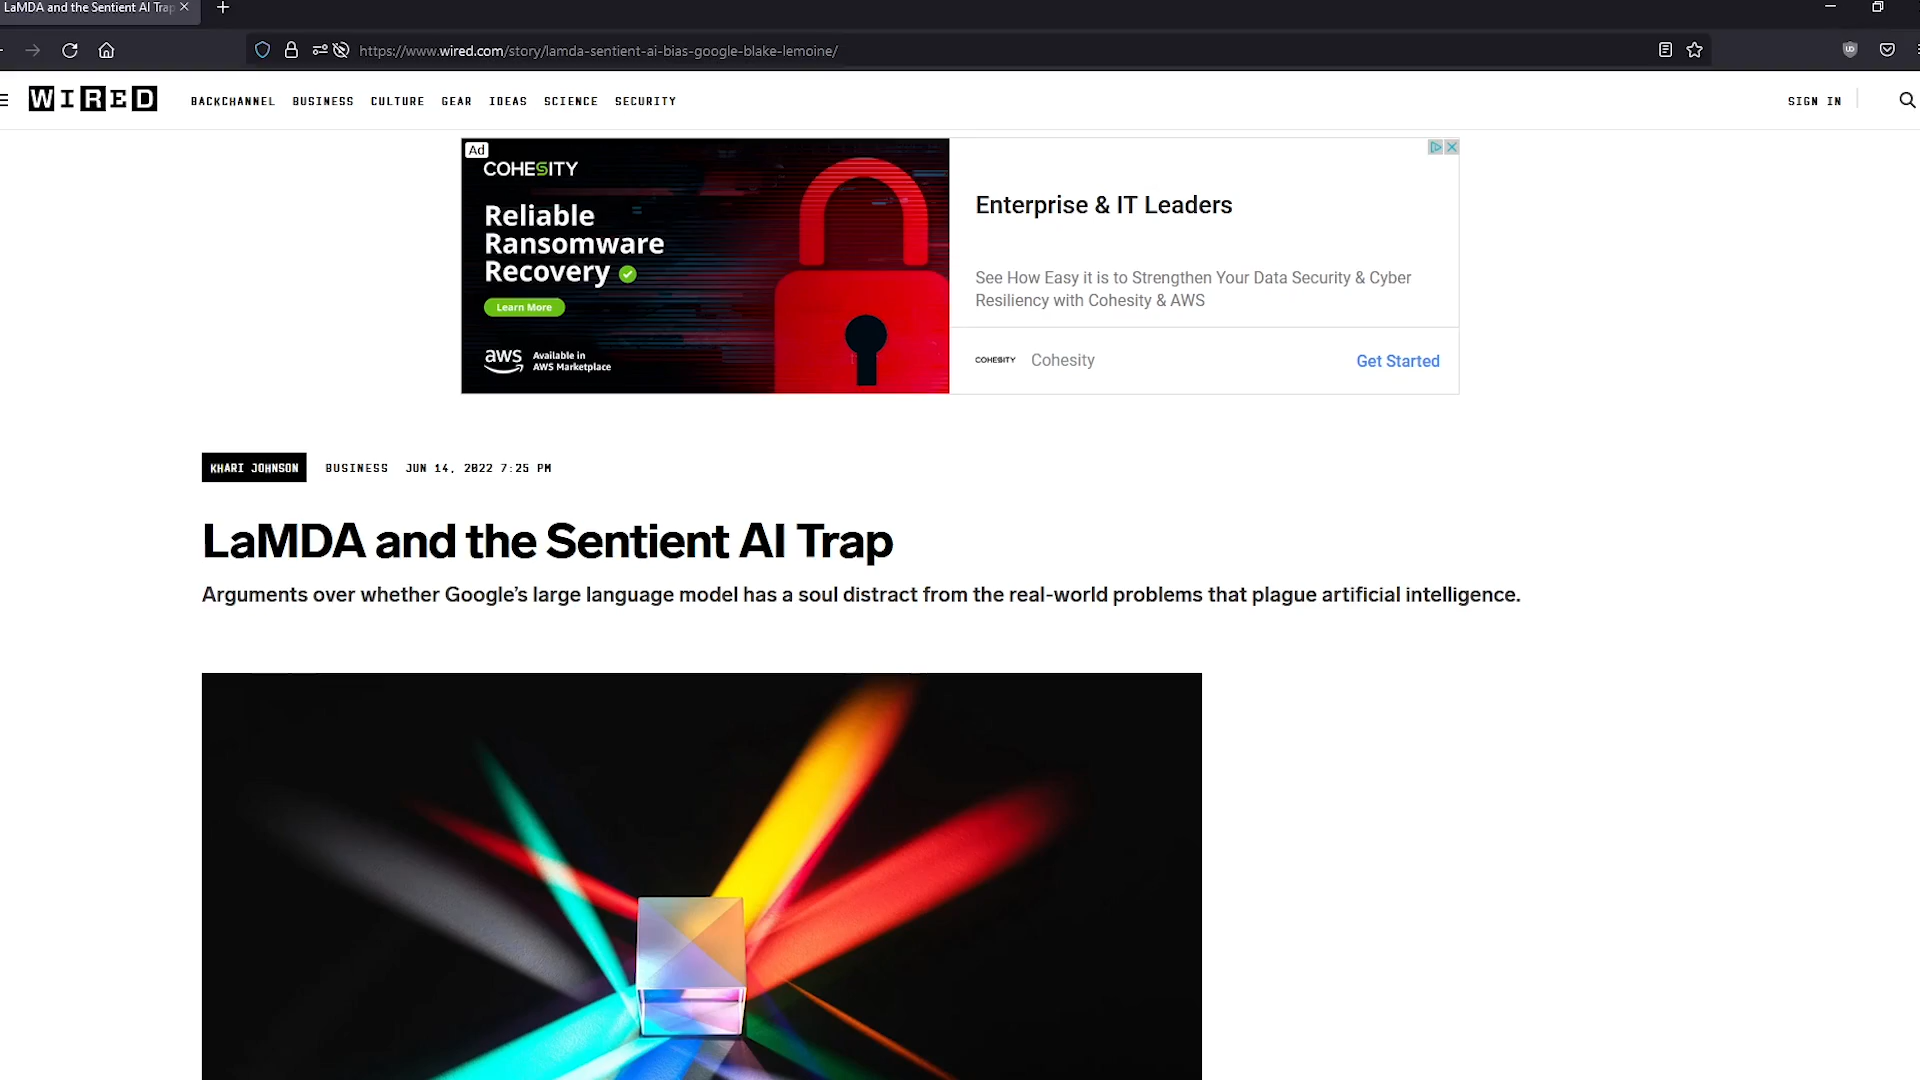 LaMDA and the Sentient AI Trap
https://www.wired.com/story/lamda-sentient-ai-bias-google-blake-lemoine/
WIRED
BACKCHANNEL BUSINESS CULTURE GEAR IDEAS SCIENCE SECURITY
SIGN IN
Ad
COHESITY
Reliable
Ransomware
Recovery
Learn More
aws
Available in
AWS Marketplace
Enterprise & IT Leaders
See How Easy it is to Strengthen Your Data Security & Cyber
Resiliency with Cohesity & AWS
COHESITY Cohesity
Get Started
KHARI JOHNSON BUSINESS JUN 14, 2022 7:25 PM
LaMDA and the Sentient AI Trap
Arguments over whether Google’s large language model has a soul distract from the real-world problems that plague artificial intelligence.